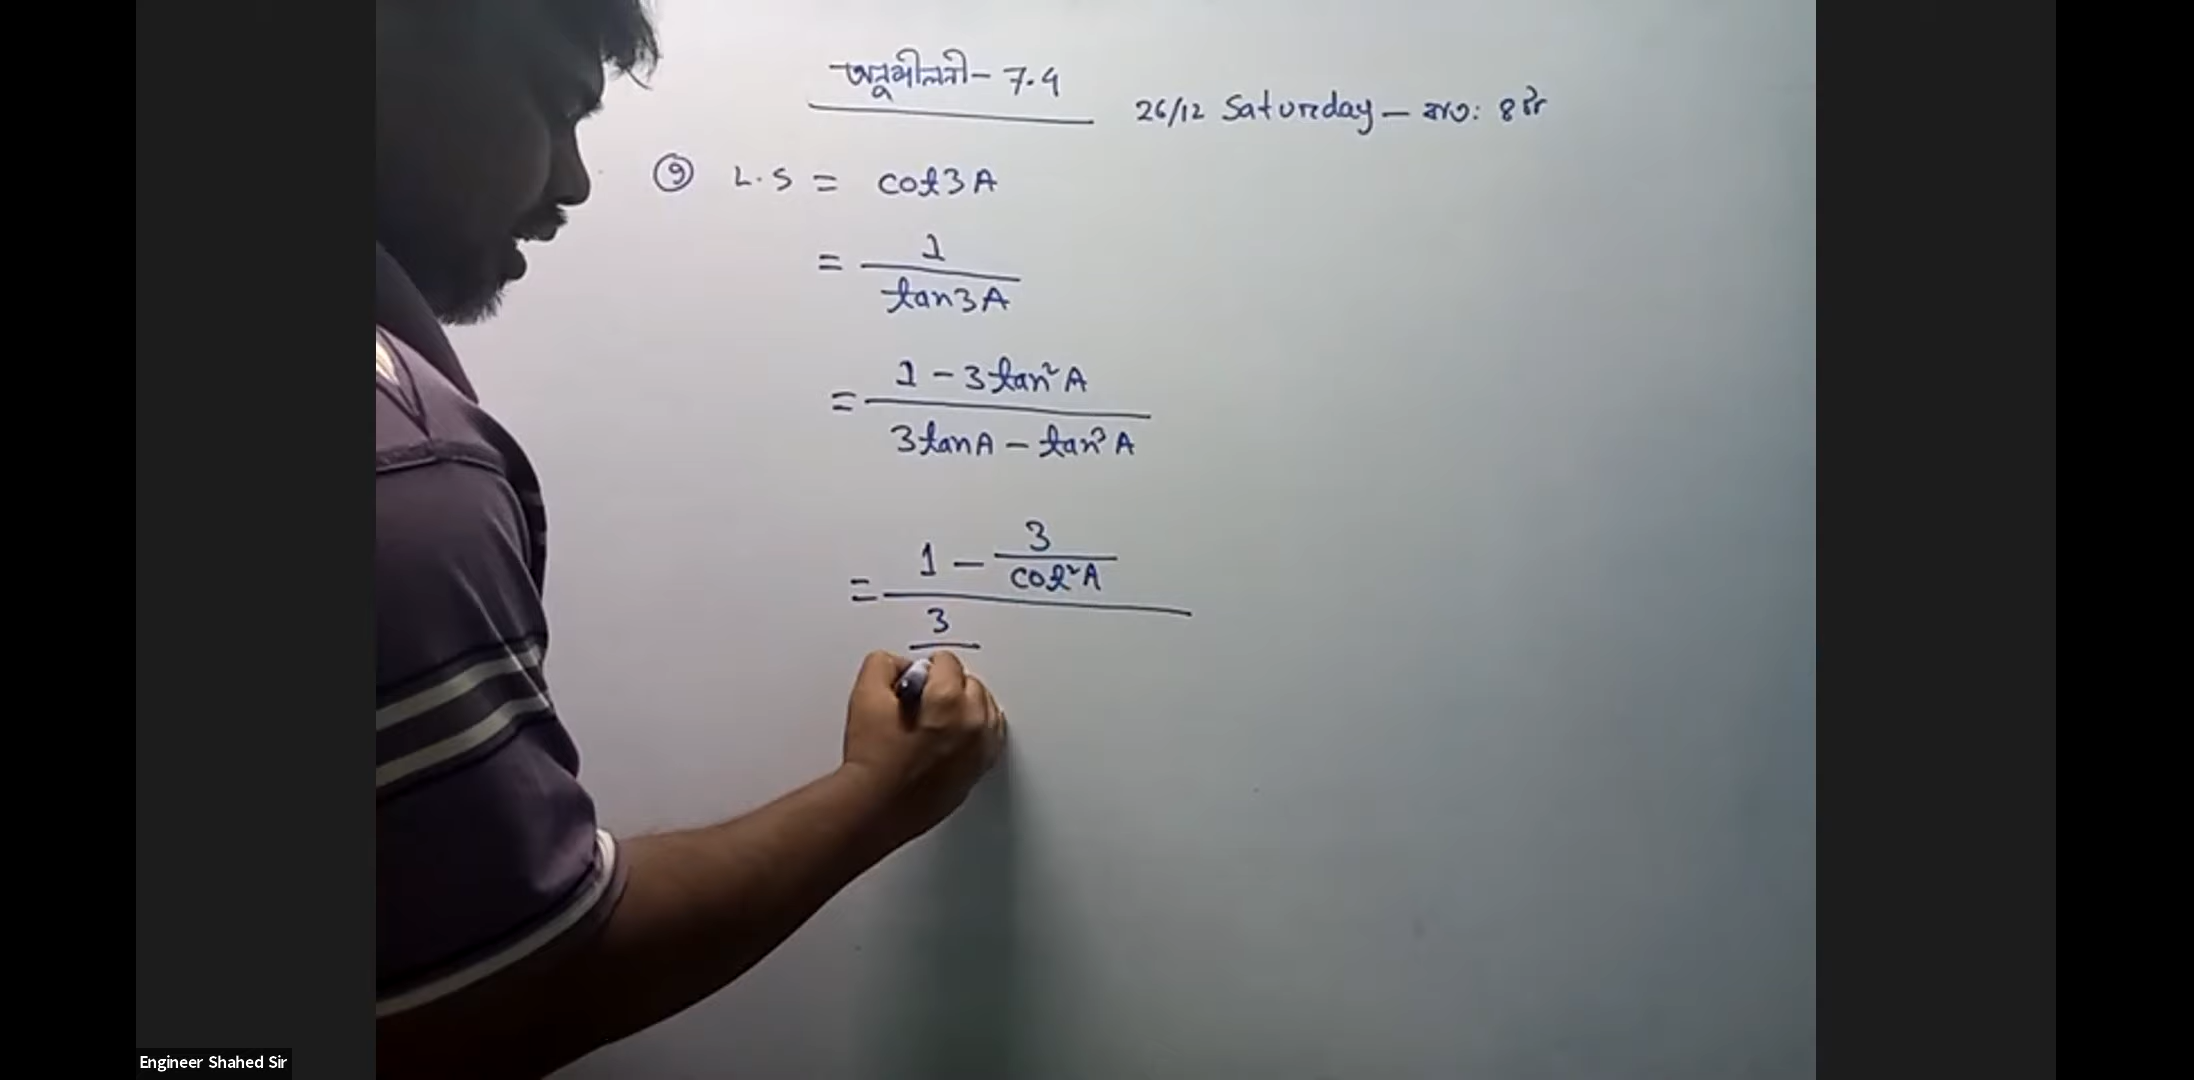 অনুশীলনী - 7.4
26/12 Saturday - রাত: 8 টা
⑨ L.S = cot3A
= 1 / tan3A
= (1 - 3tan²A) / (3tanA - tan³A)
= (1 - 3/cot²A) / (3/
Engineer Shahed Sir